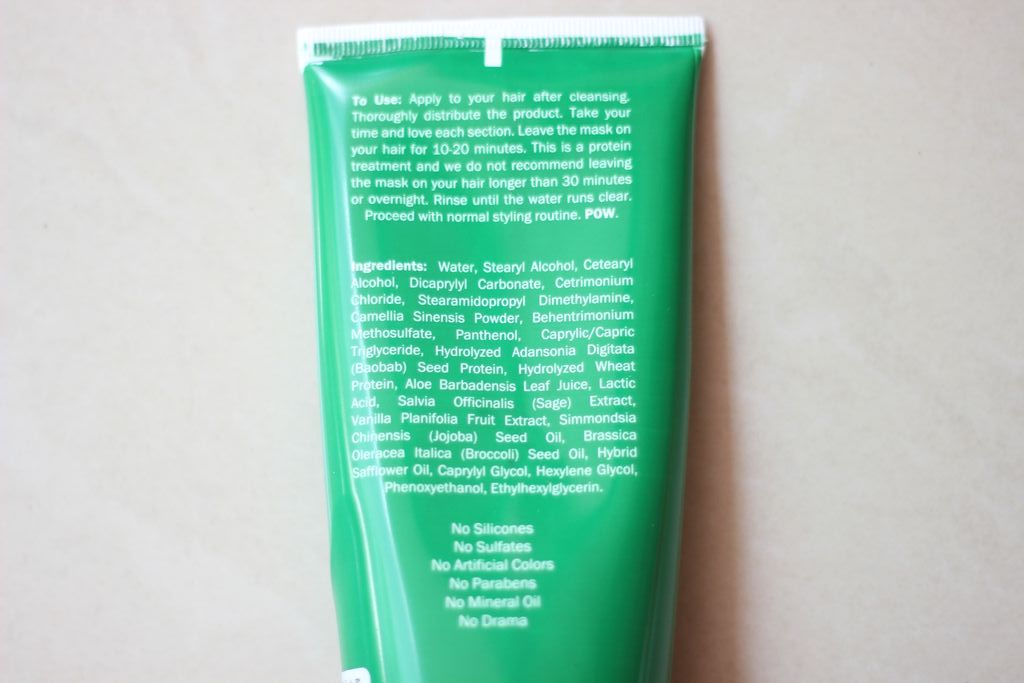 To Use: Apply to your hair after cleansing.
Thoroughly distribute the product. Take your
time and love each section. Leave the mask on
your hair for 10-20 minutes. This is a protein
treatment and we do not recommend leaving
the mask on your hair longer than 30 minutes
or overnight. Rinse until the water runs clear.
Proceed with normal styling routine. POW.
Ingredients: Water, Stearyl Alcohol, Cetearyl
Alcohol, Dicaprylyl Carbonate, Cetrimonium
Chloride, Stearamidopropyl Dimethylamine,
Camellia Sinensis Powder, Behentrimonium
Methosulfate, Panthenol, Caprylic/Capric
Triglyceride, Hydrolyzed Adansonia Digitata
(Baobab) Seed Protein, Hydrolyzed Wheat
Protein, Aloe Barbadensis Leaf Juice, Lactic
Acid, Salvia Officinalis (Sage) Extract,
Vanilla Planifolia Fruit Extract, Simmondsia
Chinensis (Jojoba) Seed Oil, Brassica
Oleracea Italica (Broccoli) Seed Oil, Hybrid
Safflower Oil, Caprylyl Glycol, Hexylene Glycol,
Phenoxyethanol, Ethylhexylglycerin.
No Silicones
No Sulfates
No Artificial Colors
No Parabens
No Mineral Oil
No Drama